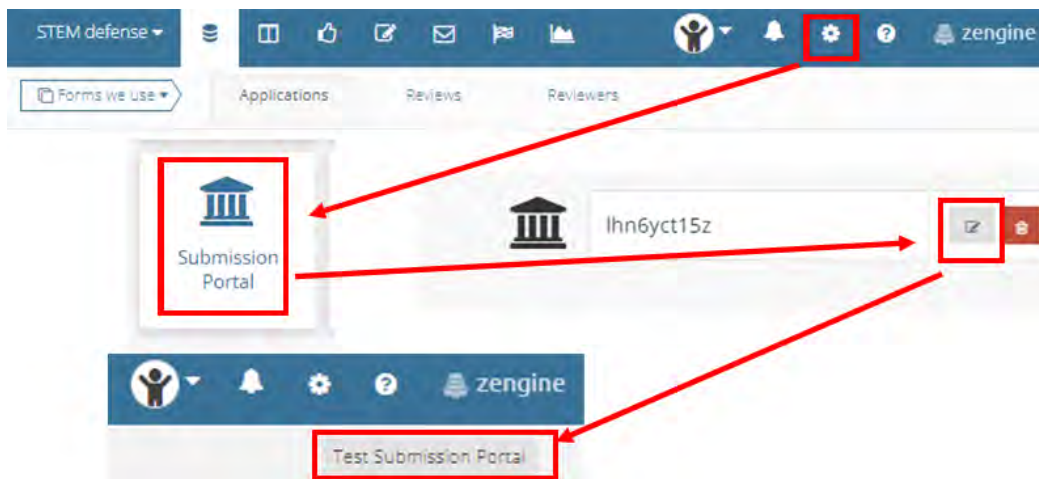 STEM defense
zengine
Forms we use
Applications
Reviews
Reviewers
Submission
Portal
lhn6yct15z
zengine
Test Submission Portal